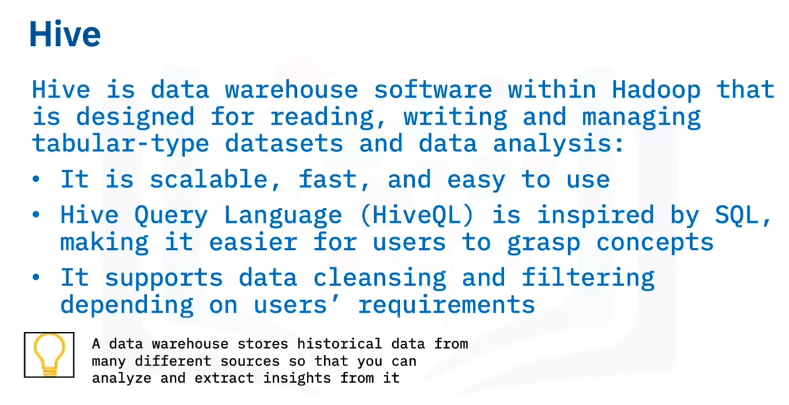 Hive
Hive is data warehouse software within Hadoop that
is designed for reading, writing and managing
tabular-type datasets and data analysis:
• It is scalable, fast, and easy to use
• Hive Query Language (HiveQL) is inspired by SQL,
making it easier for users to grasp concepts
• It supports data cleansing and filtering
depending on users’ requirements
A data warehouse stores historical data from
many different sources so that you can
analyze and extract insights from it